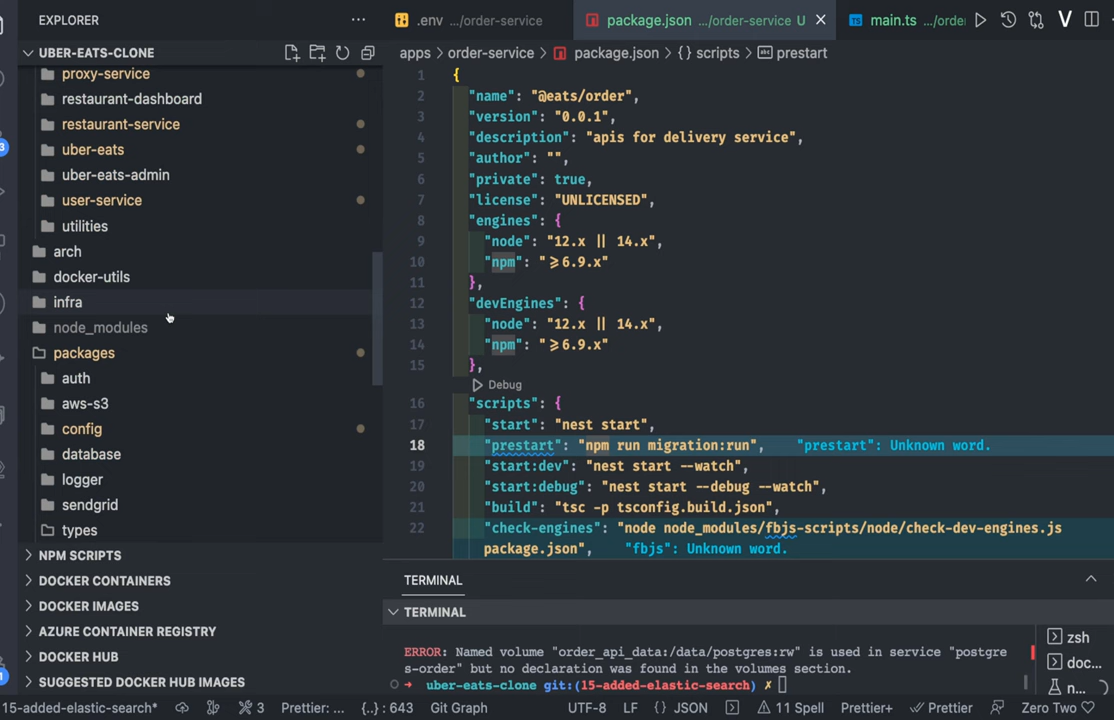 EXPLORER
UBER-EATS-CLONE
proxy-service
restaurant-dashboard
restaurant-service
uber-eats
uber-eats-admin
user-service
utilities
arch
docker-utils
infra
node_modules
packages
auth
aws-s3
config
database
logger
sendgrid
types
NPM SCRIPTS
DOCKER CONTAINERS
DOCKER IMAGES
AZURE CONTAINER REGISTRY
DOCKER HUB
SUGGESTED DOCKER HUB IMAGES
.env .../order-service package.json .../order-service U main.ts .../order
apps > order-service > package.json > {} scripts > prestart
1 {
2 "name": "@eats/order",
3 "version": "0.0.1",
4 "description": "apis for delivery service",
5 "author": "",
6 "private": true,
7 "license": "UNLICENSED",
8 "engines": {
9 "node": "12.x || 14.x",
10 "npm": "≥6.9.x"
11 },
12 "devEngines": {
13 "node": "12.x || 14.x",
14 "npm": "≥6.9.x"
15 },
Debug
16 "scripts": {
17 "start": "nest start",
18 "prestart": "npm run migration:run", "prestart": Unknown word.
19 "start:dev": "nest start --watch",
20 "start:debug": "nest start --debug --watch",
21 "build": "tsc -p tsconfig.build.json",
22 "check-engines": "node node_modules/fbjs-scripts/node/check-dev-engines.js
package.json", "fbjs": Unknown word.
TERMINAL
TERMINAL
ERROR: Named volume "order_api_data:/data/postgres:rw" is used in service "postgre
s-order" but no declaration was found in the volumes section.
uber-eats-clone git:(15-added-elastic-search) ✗
zsh
doc...
n...
15-added-elastic-search* 3 Prettier: ... {..} : 643 Git Graph UTF-8 LF {} JSON 11 Spell Prettier+ Prettier Zero Two